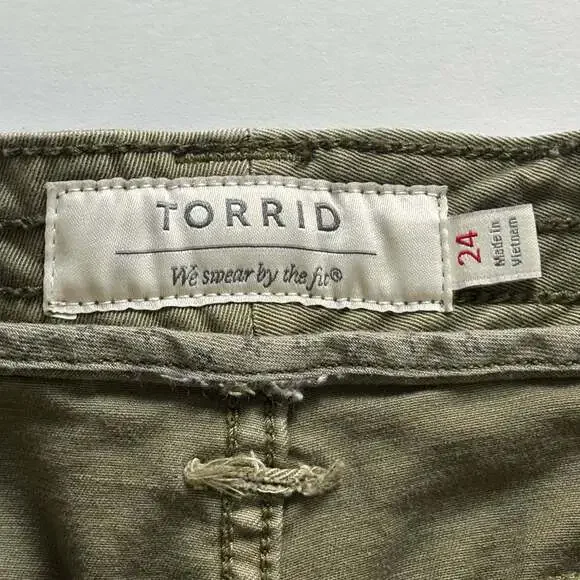 TORRID
We swear by the fit®
24
Made in
Vietnam